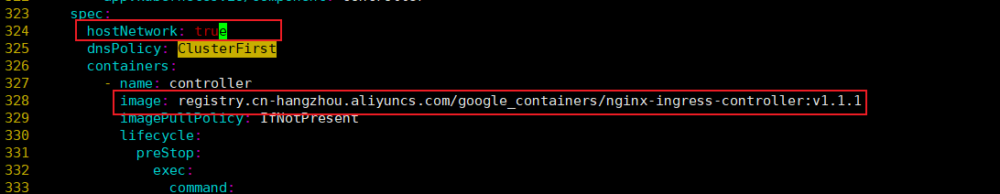 323 spec:
324 hostNetwork: true
325 dnsPolicy: ClusterFirst
326 containers:
327 - name: controller
328 image: registry.cn-hangzhou.aliyuncs.com/google_containers/nginx-ingress-controller:v1.1.1
329 imagePullPolicy: IfNotPresent
330 lifecycle:
331 preStop:
332 exec:
333 command: